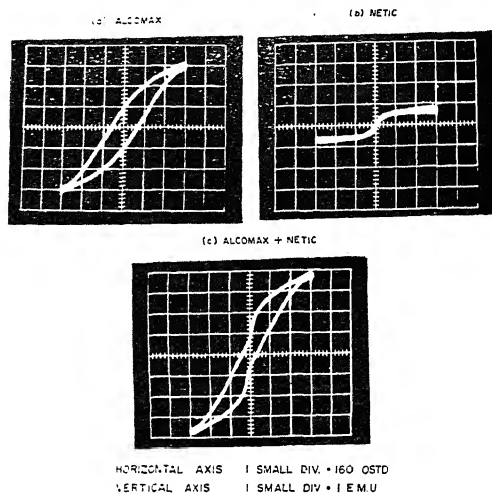 (a) ALCOMAX
(b) NETIC
(c) ALCOMAX + NETIC
HORIZONTAL AXIS 1 SMALL DIV. = 160 OSTD
VERTICAL AXIS 1 SMALL DIV = 1 E.M.U